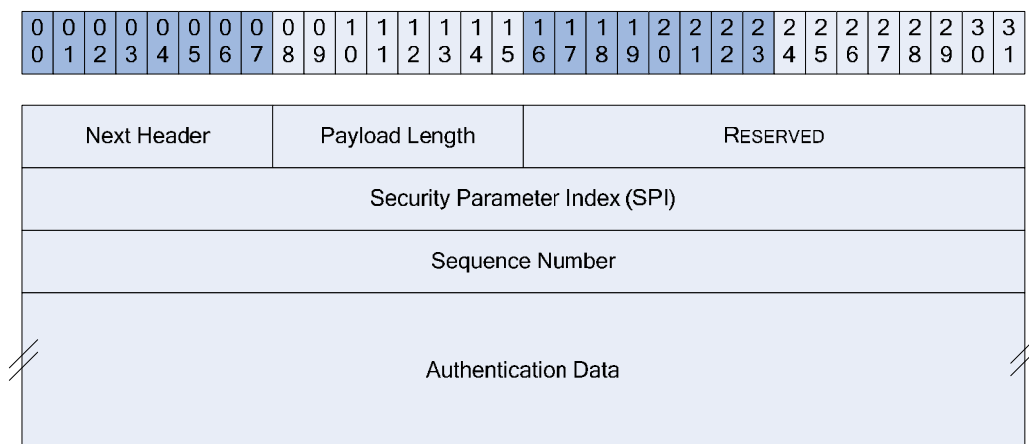 0 0 0 0 0 0 0 0 0 0 1 1 1 1 1 1 1 1 1 1 2 2 2 2 2 2 2 2 2 2 3 3
0 1 2 3 4 5 6 7 8 9 0 1 2 3 4 5 6 7 8 9 0 1 2 3 4 5 6 7 8 9 0 1
Next Header Payload Length RESERVED
Security Parameter Index (SPI)
Sequence Number
Authentication Data